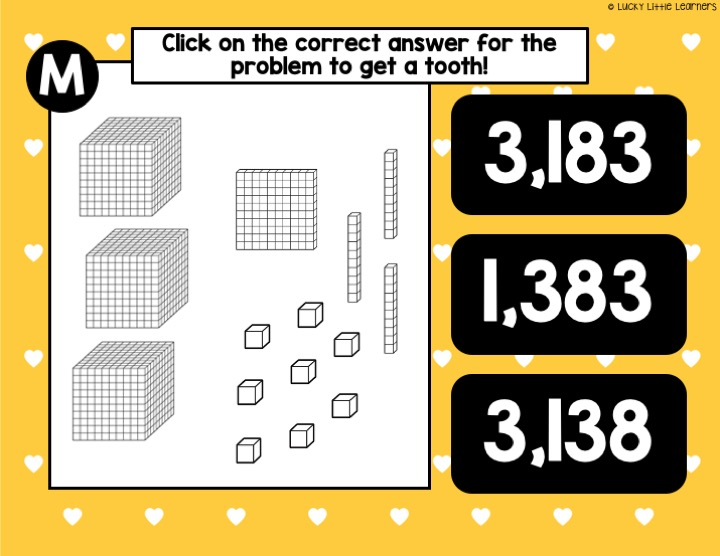 © Lucky Little Learners
Click on the correct answer for the
problem to get a tooth!
M
3,183
1,383
3,138